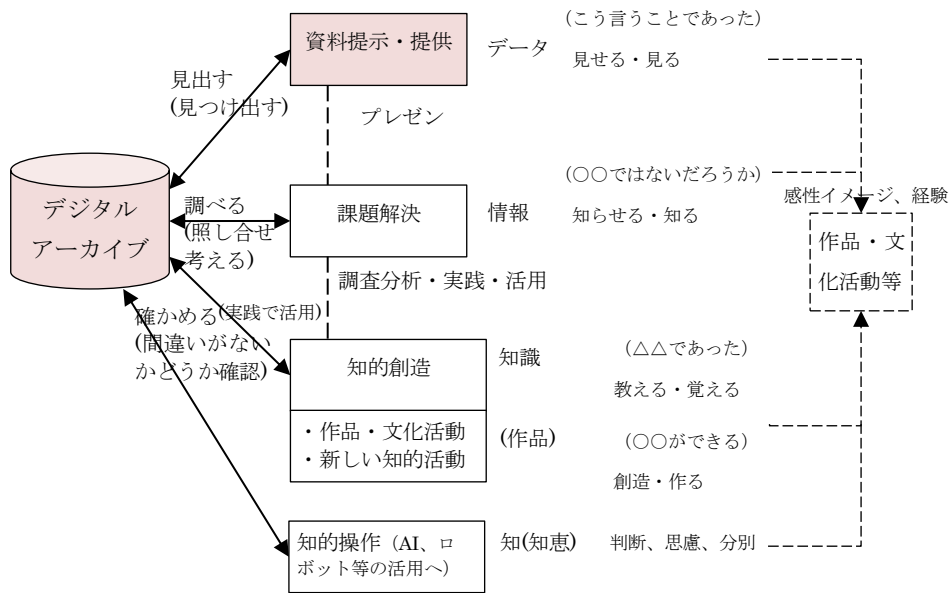 (こう言うことであった)
資料提示・提供
データ
見せる・見る
見出す
(見つけ出す)
プレゼン
デジタル
アーカイブ
調べる
(照し合せ
考える)
課題解決
情報
(○○ではないだろうか)
知らせる・知る
感性イメージ、経験
作品・文
化活動等
調査分析・実践・活用
確かめる
(実践で活用)
(間違いがない
かどうか確認)
知的創造
知識
(△△であった)
教える・覚える
・作品・文化活動
・新しい知的活動
(作品)
(○○ができる)
創造・作る
知的操作（AI、ロ
ボット等の活用へ）
知(知恵)
判断、思慮、分別